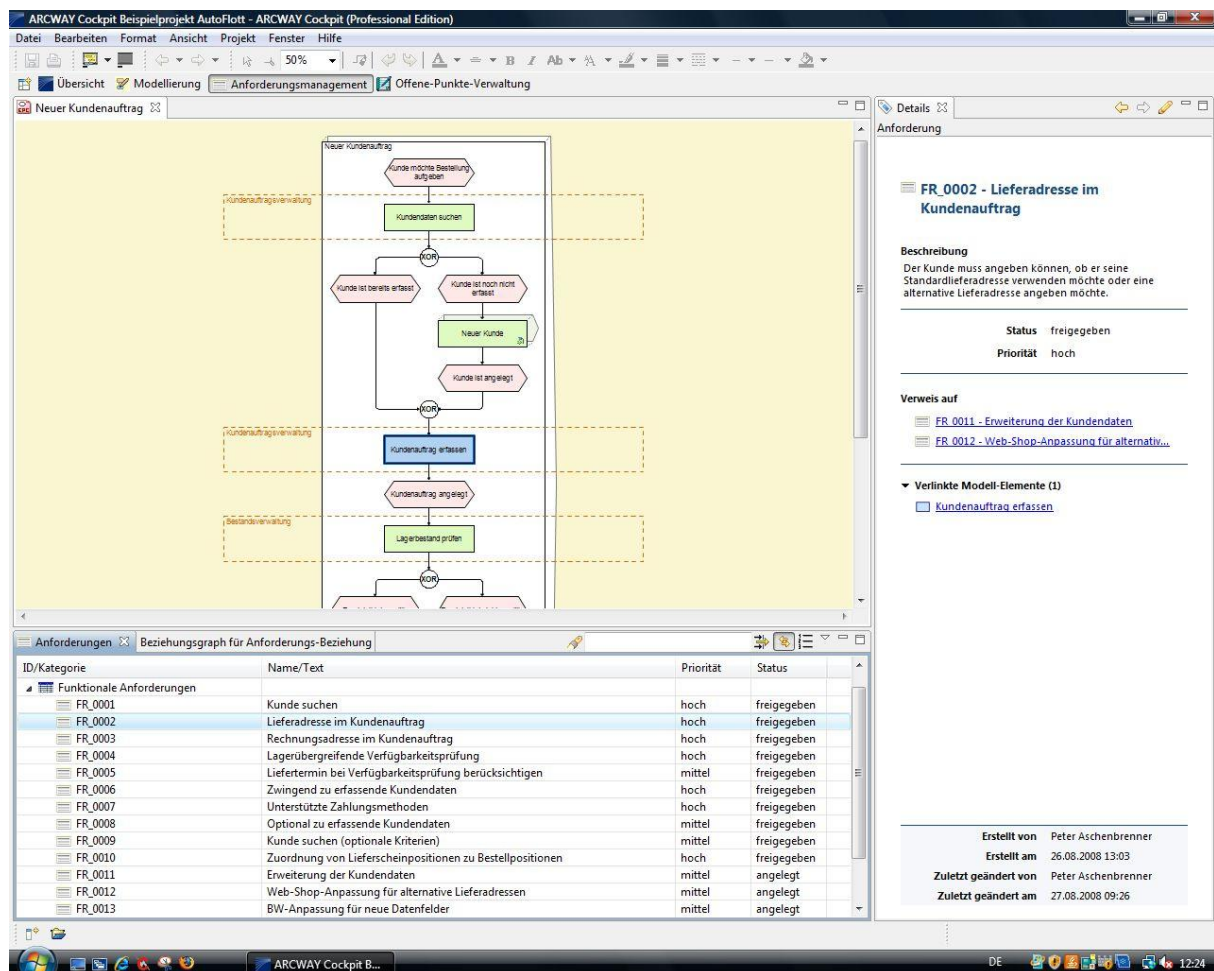 ARCWAY Cockpit Beispielprojekt AutoFlott - ARCWAY Cockpit (Professional Edition)
Datei Bearbeiten Format Ansicht Projekt Fenster Hilfe
50%
Übersicht Modellierung Anforderungsmanagement Offene-Punkte-Verwaltung
Neuer Kundenauftrag
Neuer Kundenauftrag
Kunde möchte Bestellung
aufgeben
Kundenauftragsverwaltung
Kundendaten suchen
XOR
Kunde ist bereits erfasst
Kunde ist noch nicht
erfasst
Neuer Kunde
Kunde ist angelegt
XOR
Kundenauftragsverwaltung
Kundenauftrag erfassen
Kundenauftrag angelegt
Bestandsverwaltung
Lagerbestand prüfen
XOR
Details
Anforderung
FR_0002 - Lieferadresse im
Kundenauftrag
Beschreibung
Der Kunde muss angeben können, ob er seine
Standardlieferadresse verwenden möchte oder eine
alternative Lieferadresse angeben möchte.
Status freigegeben
Priorität hoch
Verweis auf
FR_0011 - Erweiterung der Kundendaten
FR_0012 - Web-Shop-Anpassung für alternativ...
Verlinkte Modell-Elemente (1)
Kundenauftrag erfassen
Erstellt von Peter Aschenbrenner
Erstellt am 26.08.2008 13:03
Zuletzt geändert von Peter Aschenbrenner
Zuletzt geändert am 27.08.2008 09:26
Anforderungen Beziehungsgraph für Anforderungs-Beziehung
ID/Kategorie Name/Text Priorität Status
Funktionale Anforderungen
FR_0001 Kunde suchen hoch freigegeben
FR_0002 Lieferadresse im Kundenauftrag hoch freigegeben
FR_0003 Rechnungsadresse im Kundenauftrag hoch freigegeben
FR_0004 Lagerübergreifende Verfügbarkeitsprüfung hoch freigegeben
FR_0005 Liefertermin bei Verfügbarkeitsprüfung berücksichtigen mittel freigegeben
FR_0006 Zwingend zu erfassende Kundendaten hoch freigegeben
FR_0007 Unterstützte Zahlungsmethoden hoch freigegeben
FR_0008 Optional zu erfassende Kundendaten mittel freigegeben
FR_0009 Kunde suchen (optionale Kriterien) mittel freigegeben
FR_0010 Zuordnung von Lieferscheinpositionen zu Bestellpositionen hoch freigegeben
FR_0011 Erweiterung der Kundendaten mittel angelegt
FR_0012 Web-Shop-Anpassung für alternative Lieferadressen mittel angelegt
FR_0013 BW-Anpassung für neue Datenfelder mittel angelegt
ARCWAY Cockpit B...
DE
12:24